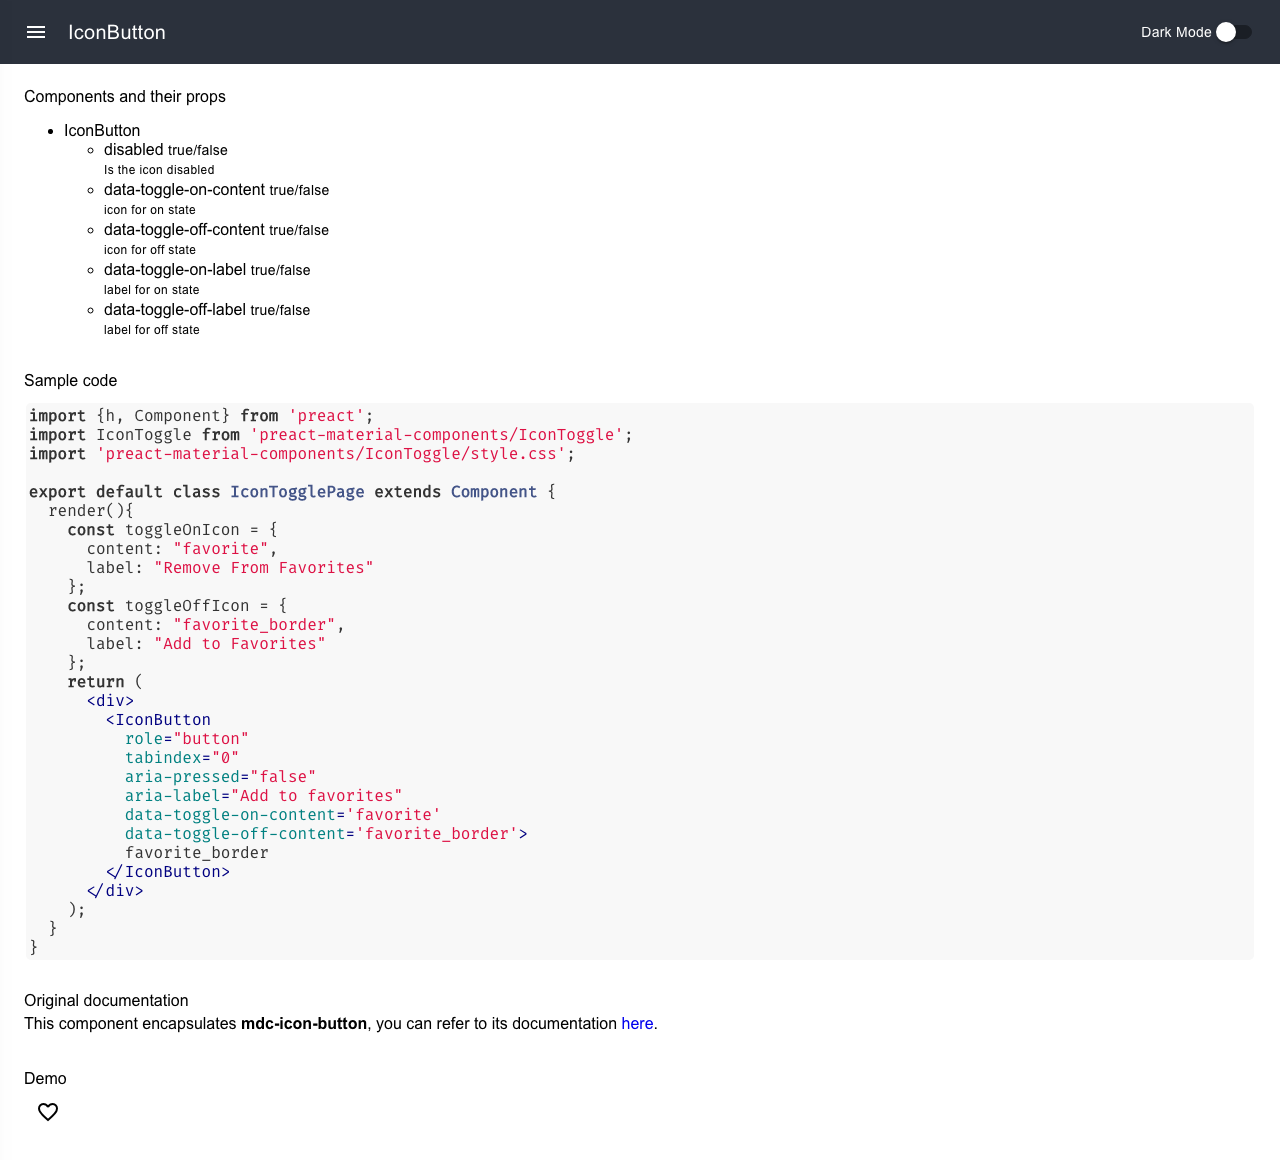 IconButton
Dark Mode
Components and their props
IconButton
disabled true/false
Is the icon disabled
data-toggle-on-content true/false
icon for on state
data-toggle-off-content true/false
icon for off state
data-toggle-on-label true/false
label for on state
data-toggle-off-label true/false
label for off state
Sample code
import {h, Component} from 'preact';
import IconToggle from 'preact-material-components/IconToggle';
import 'preact-material-components/IconToggle/style.css';
export default class IconTogglePage extends Component {
render(){
const toggleOnIcon = {
content: "favorite",
label: "Remove From Favorites"
};
const toggleOffIcon = {
content: "favorite_border",
label: "Add to Favorites"
};
return (
<div>
<IconButton
role="button"
tabindex="0"
aria-pressed="false"
aria-label="Add to favorites"
data-toggle-on-content='favorite'
data-toggle-off-content='favorite_border'>
favorite_border
</IconButton>
</div>
);
}
}
Original documentation
This component encapsulates mdc-icon-button, you can refer to its documentation here.
Demo